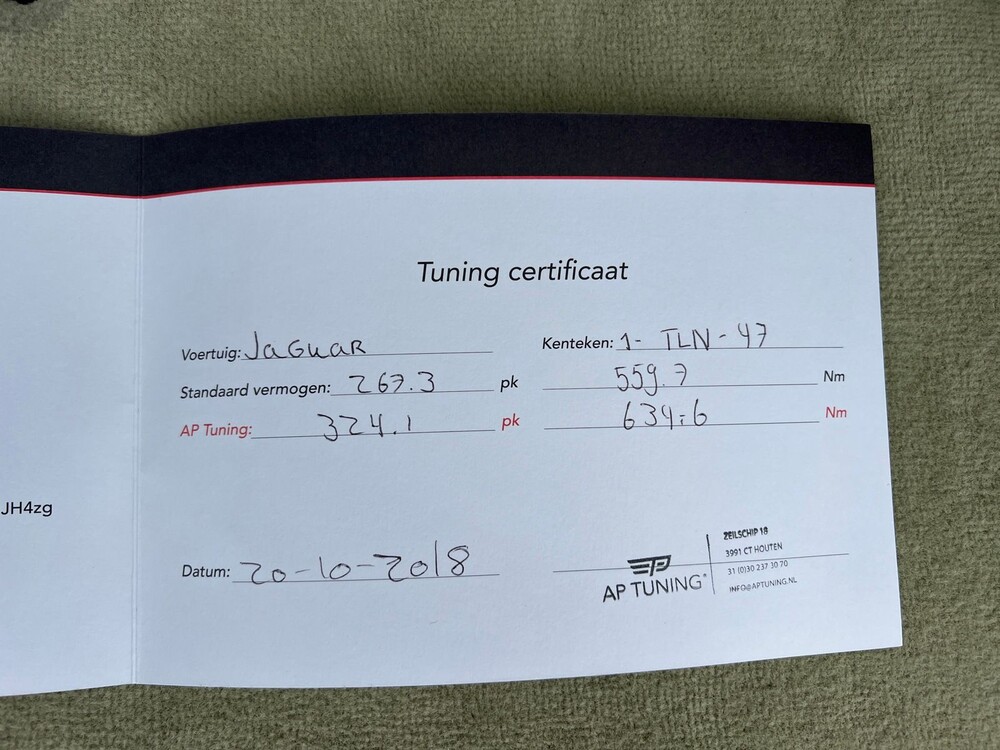 Tuning certificaat
Voertuig: JaGuaR Kenteken: 1- TLN - 47
Standaard vermogen: 267.3 pk 559.7 Nm
AP Tuning: 324.1 pk 634.6 Nm
JH4zg
Datum: 20-10-2018
AP TUNING®
ZEILSCHIP 18
3991 CT HOUTEN
31 (0)30 237 30 70
INFO@APTUNING.NL